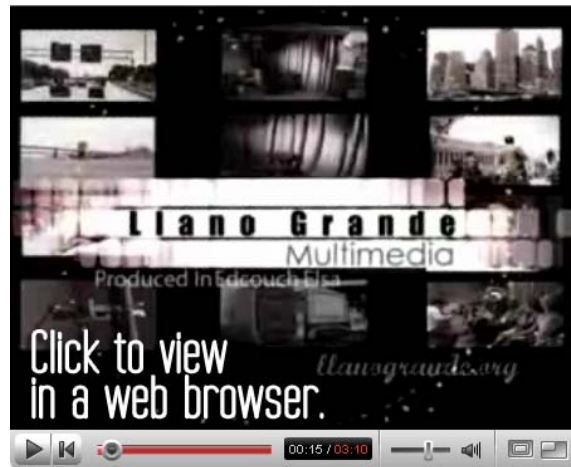 Llano Grande
Multimedia
Produced In Edcouch Elsa
Click to view
in a web browser.
llanogrande.org
00:15 / 03:10